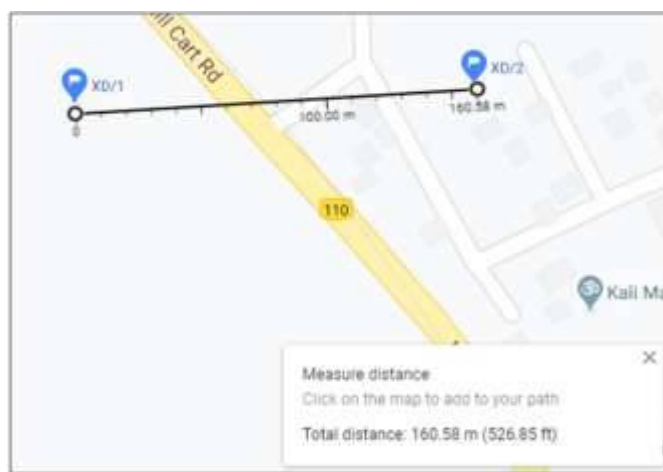 ill Cart Rd
XD/1
XD/2
0
100.00 m
160.58 m
110
Kali Ma
Measure distance
Click on the map to add to your path
Total distance: 160.58 m (526.85 ft)